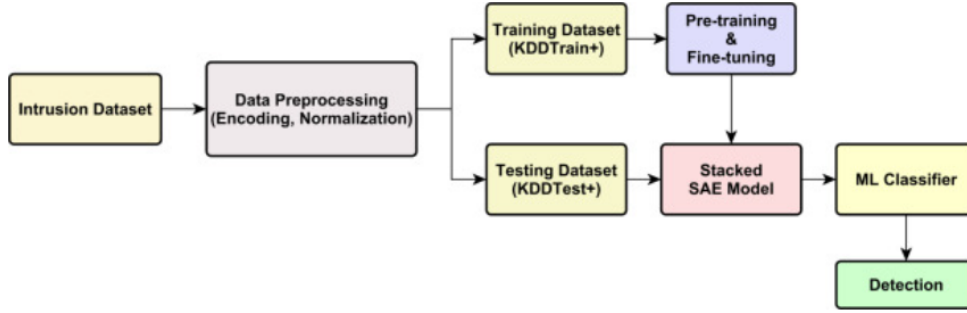 Intrusion Dataset
Data Preprocessing
(Encoding, Normalization)
Training Dataset
(KDDTrain+)
Pre-training
&
Fine-tuning
Testing Dataset
(KDDTest+)
Stacked
SAE Model
ML Classifier
Detection